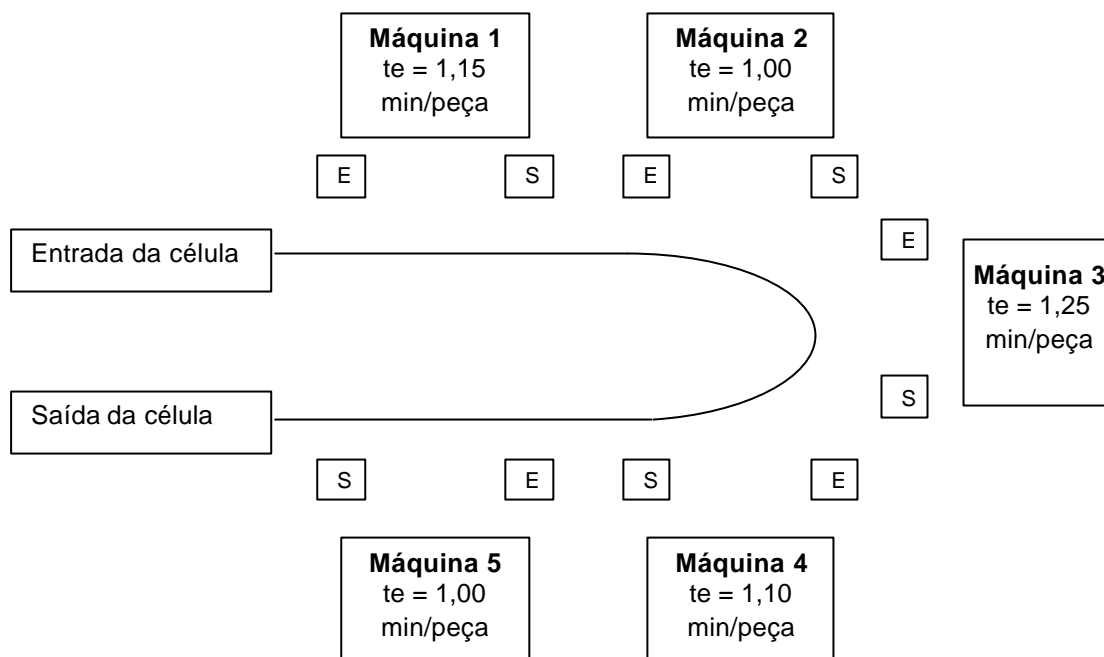 Máquina 1
te = 1,15
min/peça
Máquina 2
te = 1,00
min/peça
E
S
E
S
Entrada da célula
E
Máquina 3
te = 1,25
min/peça
S
Saída da célula
S
E
S
E
Máquina 5
te = 1,00
min/peça
Máquina 4
te = 1,10
min/peça